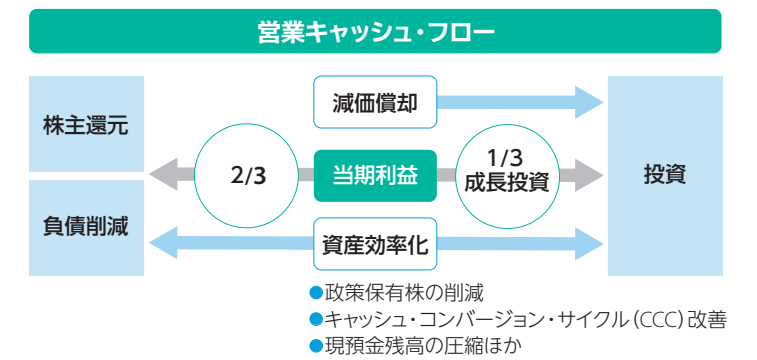 営業キャッシュ・フロー
株主還元
負債削減
2/3
減価償却
当期利益
資産効率化
1/3
成長投資
投資
●政策保有株の削減
●キャッシュ・コンバージョン・サイクル(CCC)改善
●現預金残高の圧縮ほか